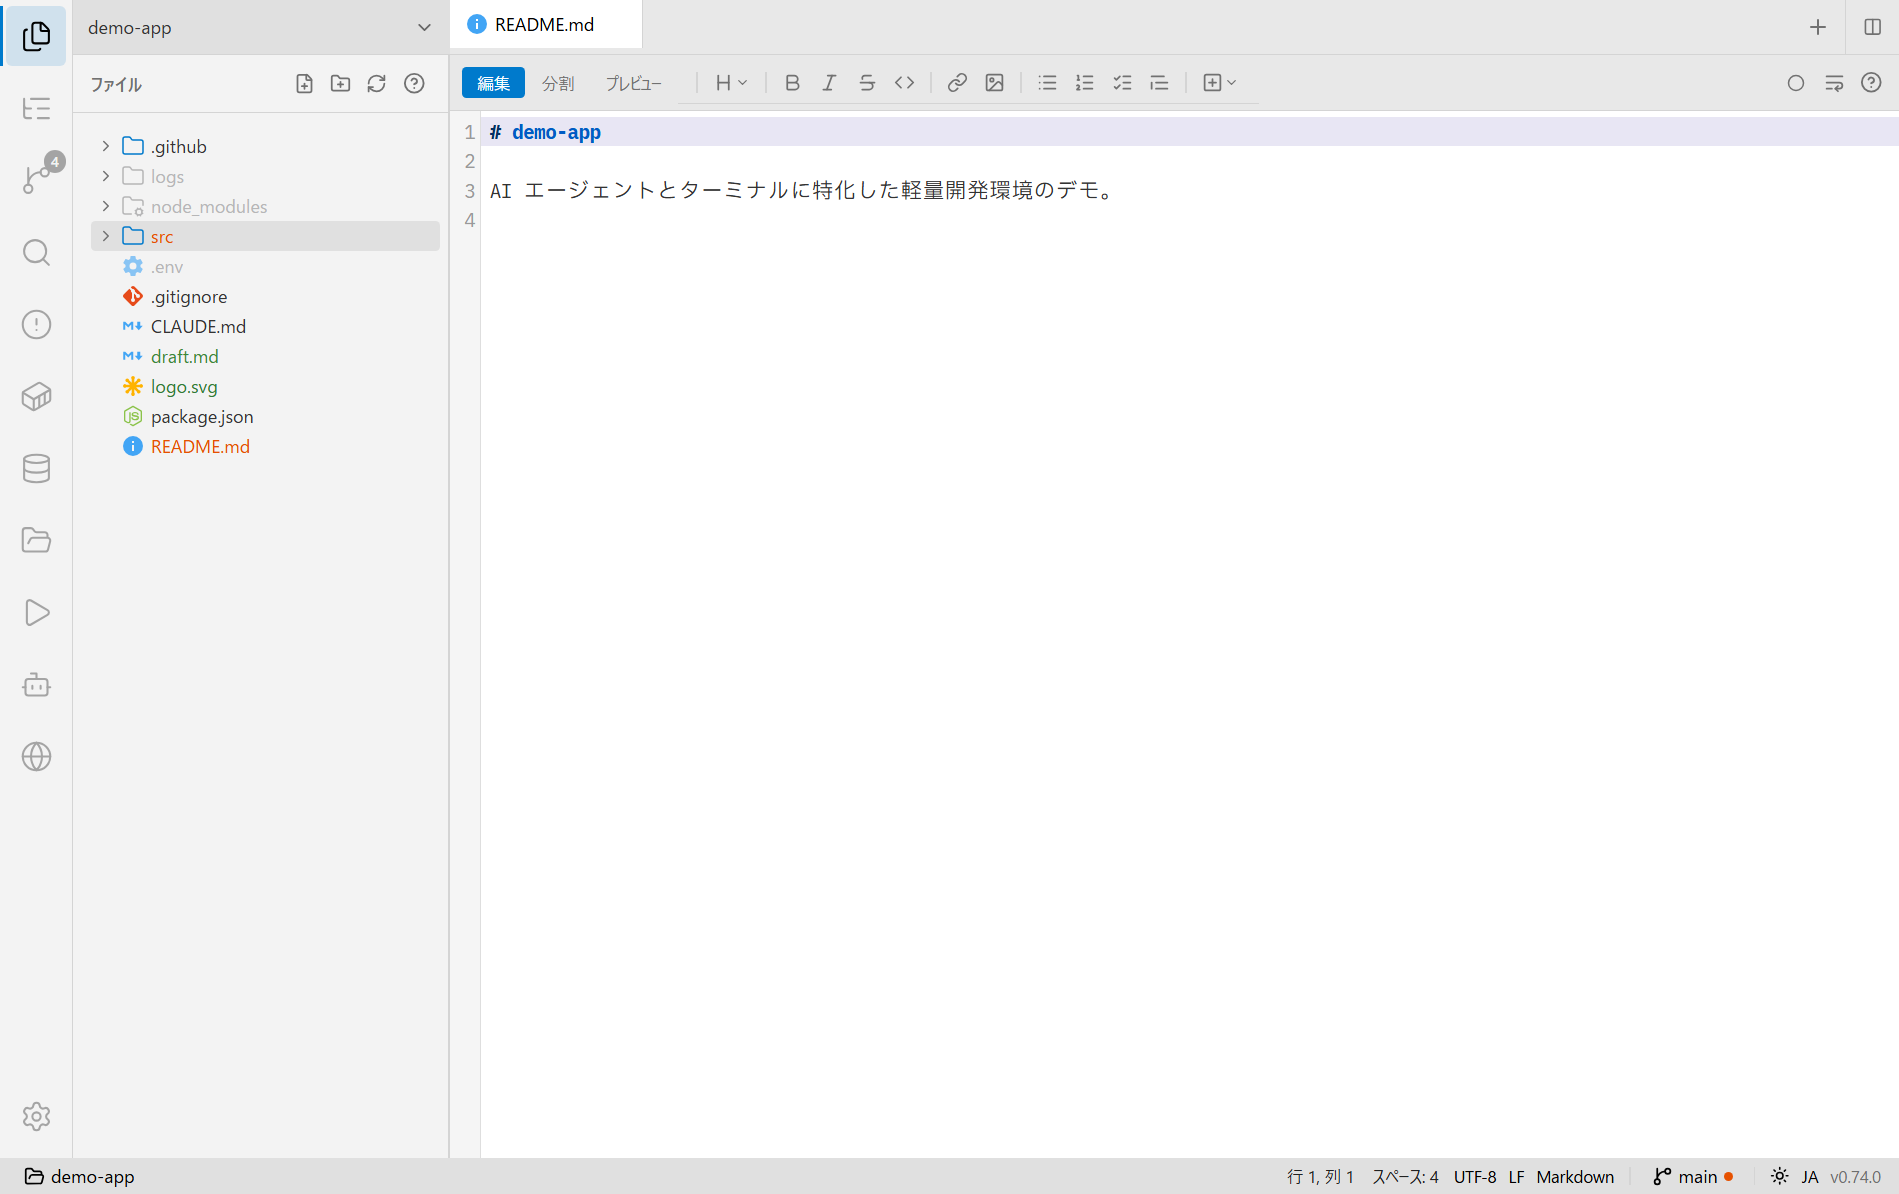 demo-app
README.md
ファイル
編集 分割 プレビュー
4
.github
logs
node_modules
src
.env
.gitignore
CLAUDE.md
draft.md
logo.svg
package.json
README.md
1 # demo-app
2
3 AI エージェントとターミナルに特化した軽量開発環境のデモ。
4
demo-app
行 1, 列 1 スペース: 4 UTF-8 LF Markdown main JA v0.74.0